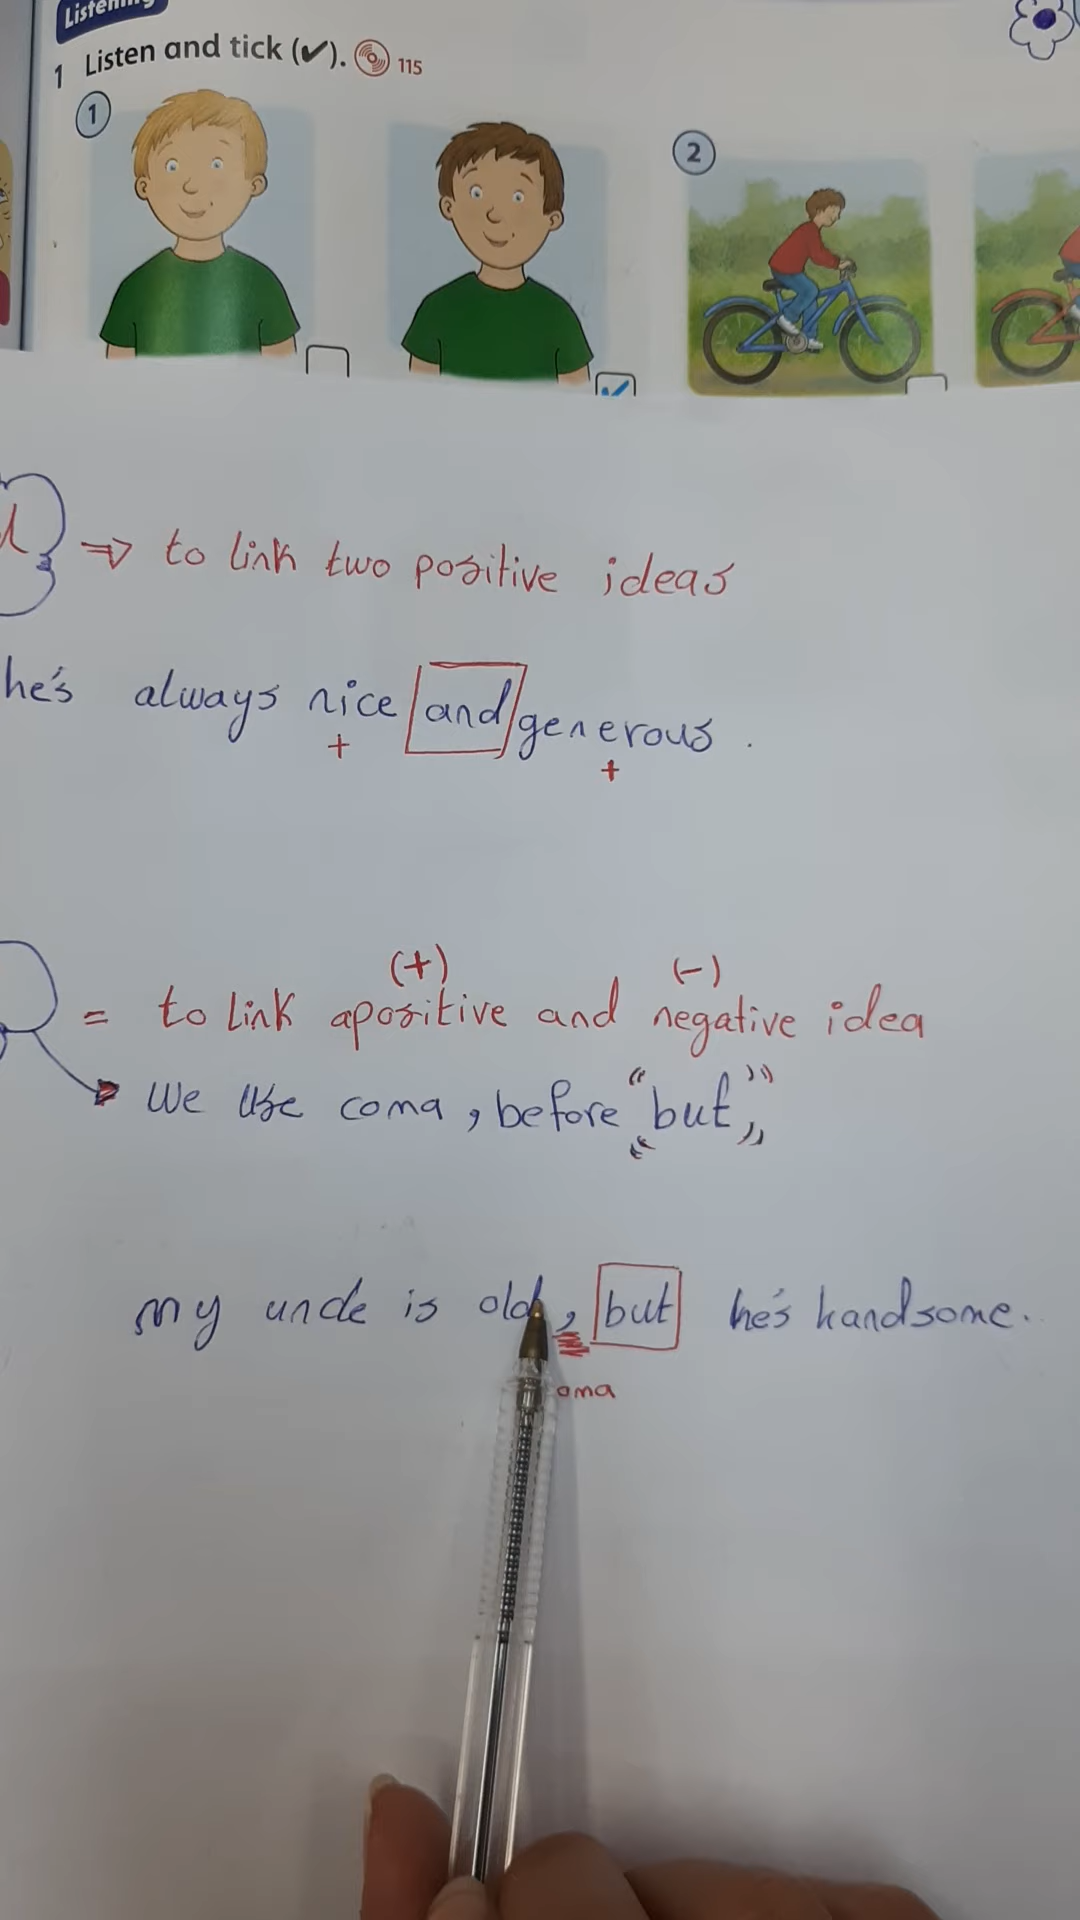 Listening
1 Listen and tick (✔). 115
1
2
⇒ to link two positive ideas
he's always nice and generous .
+
+
(+) (-)
= to link apositive and negative idea
We use coma , before "but"
my uncle is old , but he's handsome.
oma